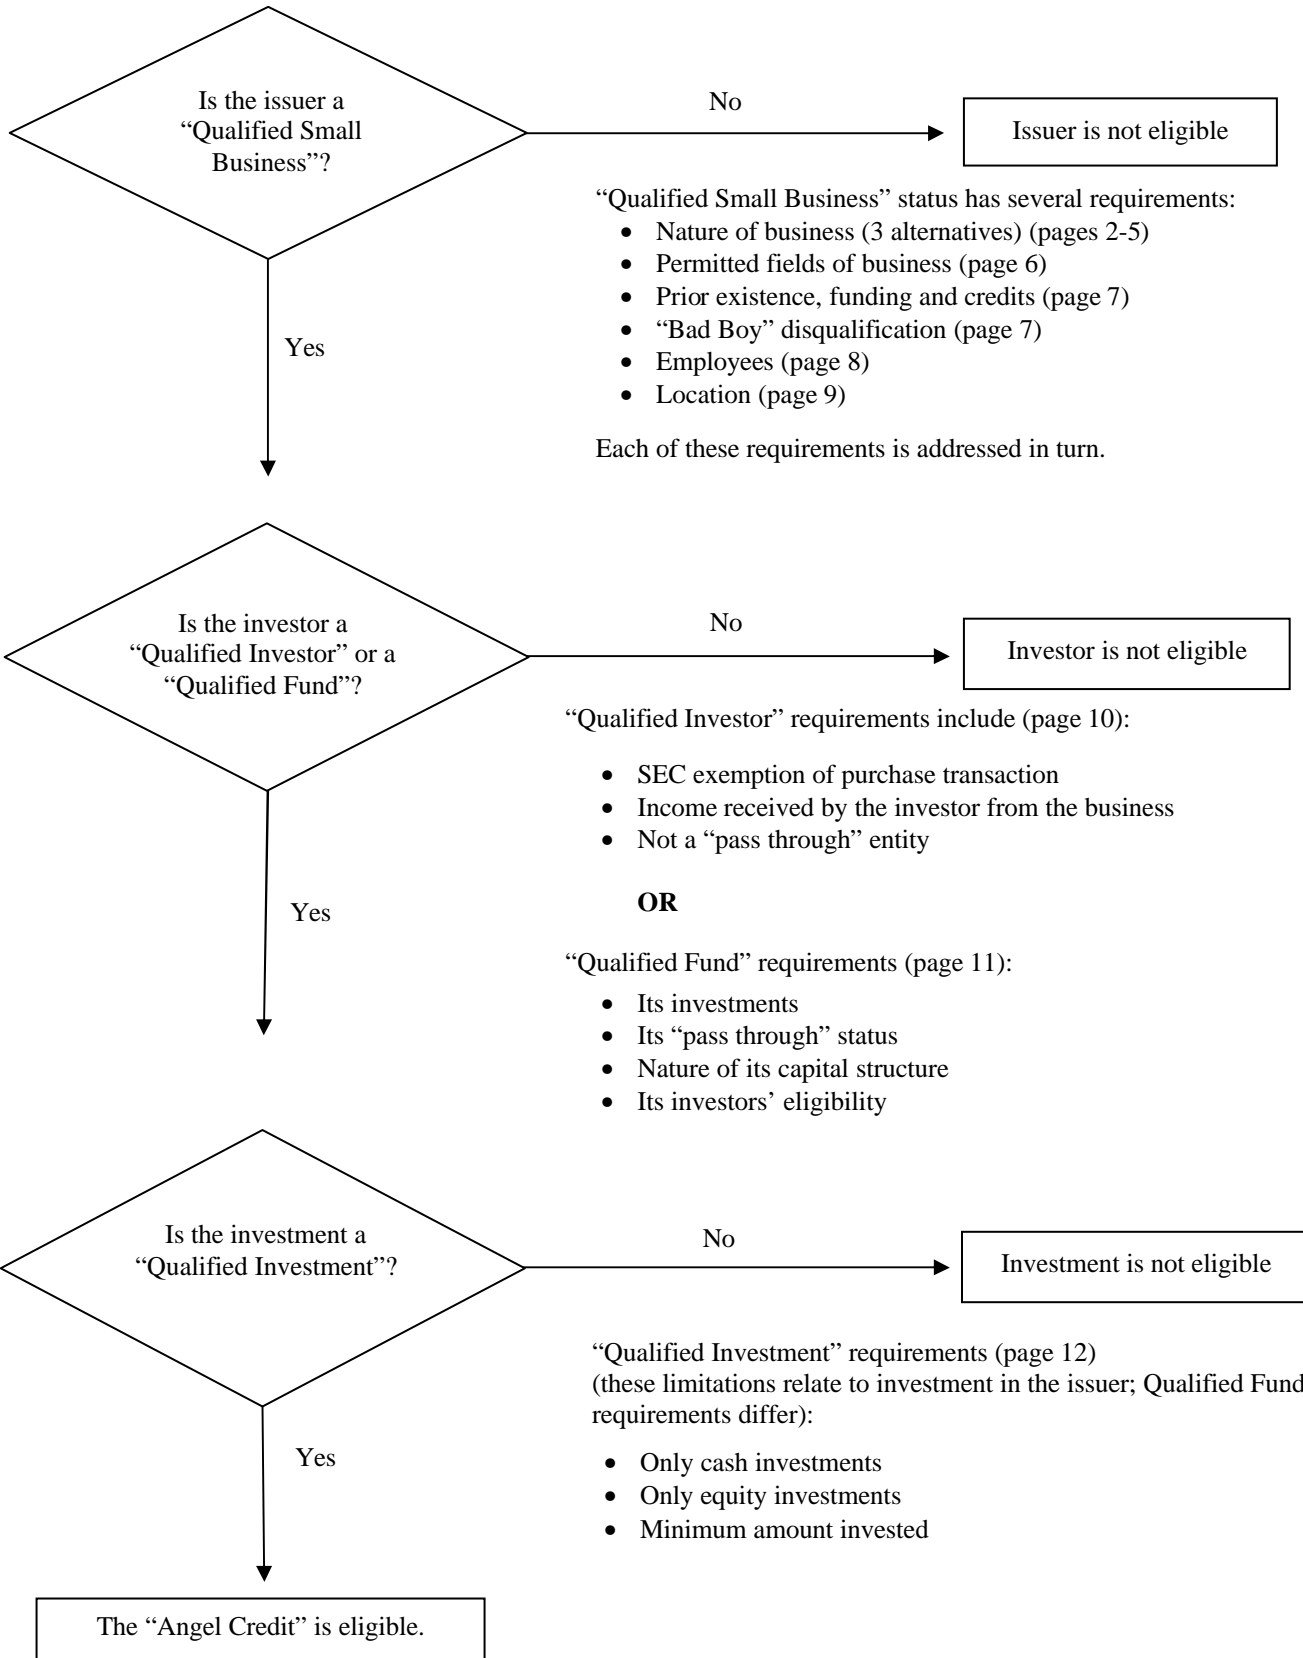 Is the issuer a
“Qualified Small
Business”?
No
Issuer is not eligible
“Qualified Small Business” status has several requirements:
• Nature of business (3 alternatives) (pages 2-5)
• Permitted fields of business (page 6)
• Prior existence, funding and credits (page 7)
• “Bad Boy” disqualification (page 7)
• Employees (page 8)
• Location (page 9)
Yes
Each of these requirements is addressed in turn.
Is the investor a
“Qualified Investor” or a
“Qualified Fund”?
No
Investor is not eligible
“Qualified Investor” requirements include (page 10):
• SEC exemption of purchase transaction
• Income received by the investor from the business
• Not a “pass through” entity
OR
Yes
“Qualified Fund” requirements (page 11):
• Its investments
• Its “pass through” status
• Nature of its capital structure
• Its investors’ eligibility
Is the investment a
“Qualified Investment”?
No
Investment is not eligible
“Qualified Investment” requirements (page 12)
(these limitations relate to investment in the issuer; Qualified Fund
requirements differ):
Yes
• Only cash investments
• Only equity investments
• Minimum amount invested
The “Angel Credit” is eligible.